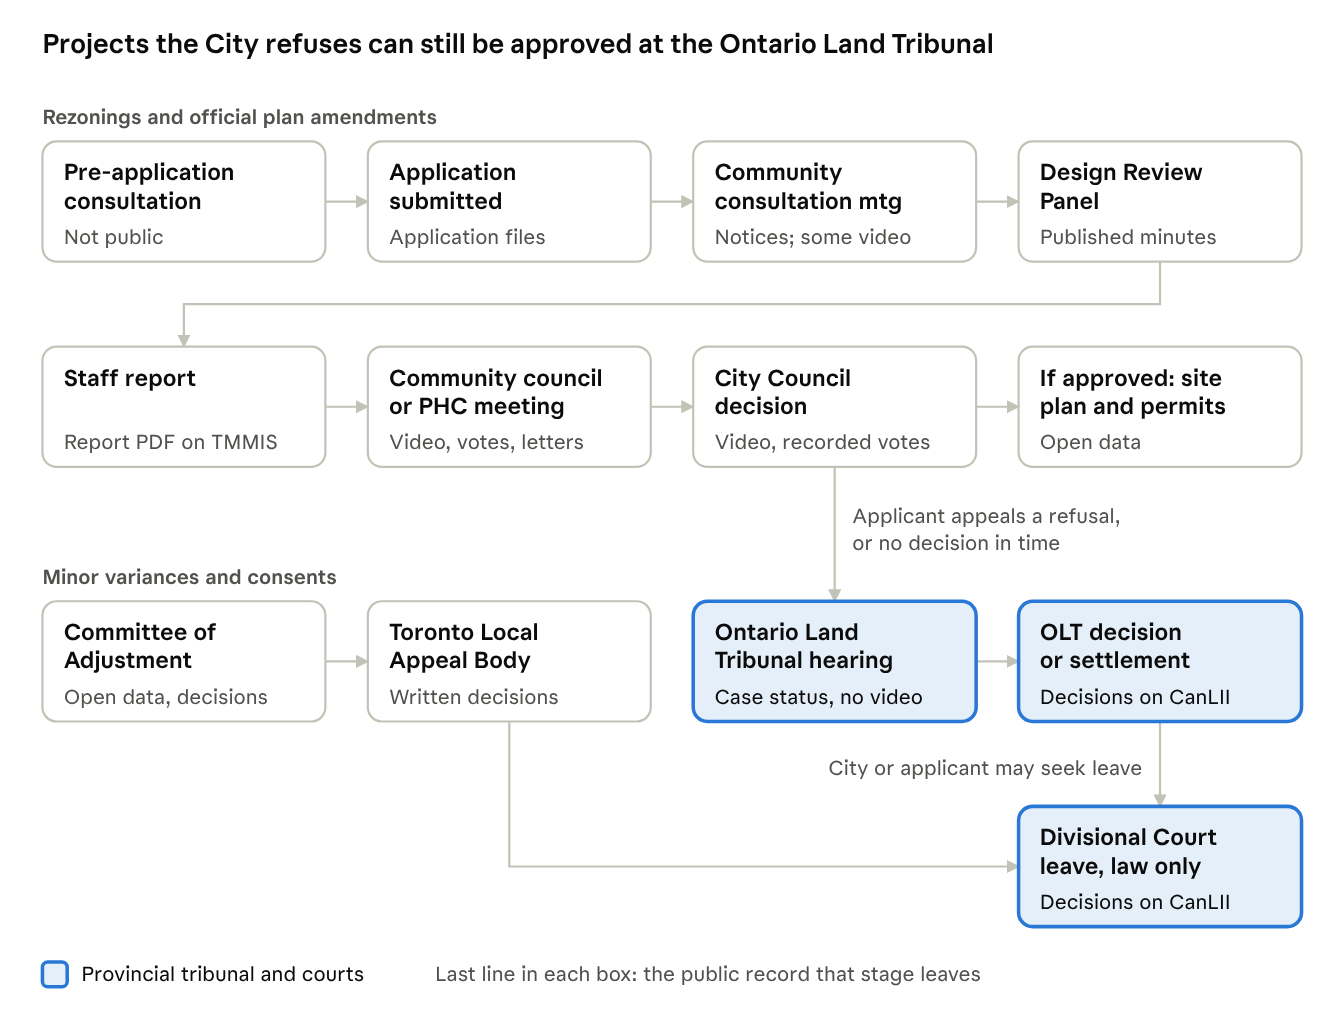 Projects the City refuses can still be approved at the Ontario Land Tribunal
Rezonings and official plan amendments
Pre-application
consultation
Not public
Application
submitted
Application files
Community
consultation mtg
Notices; some video
Design Review
Panel
Published minutes
Staff report
Report PDF on TMMIS
Community council
or PHC meeting
Video, votes, letters
City Council
decision
Video, recorded votes
If approved: site
plan and permits
Open data
Applicant appeals a refusal,
or no decision in time
Minor variances and consents
Committee of
Adjustment
Open data, decisions
Toronto Local
Appeal Body
Written decisions
Ontario Land
Tribunal hearing
Case status, no video
OLT decision
or settlement
Decisions on CanLII
City or applicant may seek leave
Divisional Court
leave, law only
Decisions on CanLII
Provincial tribunal and courts
Last line in each box: the public record that stage leaves